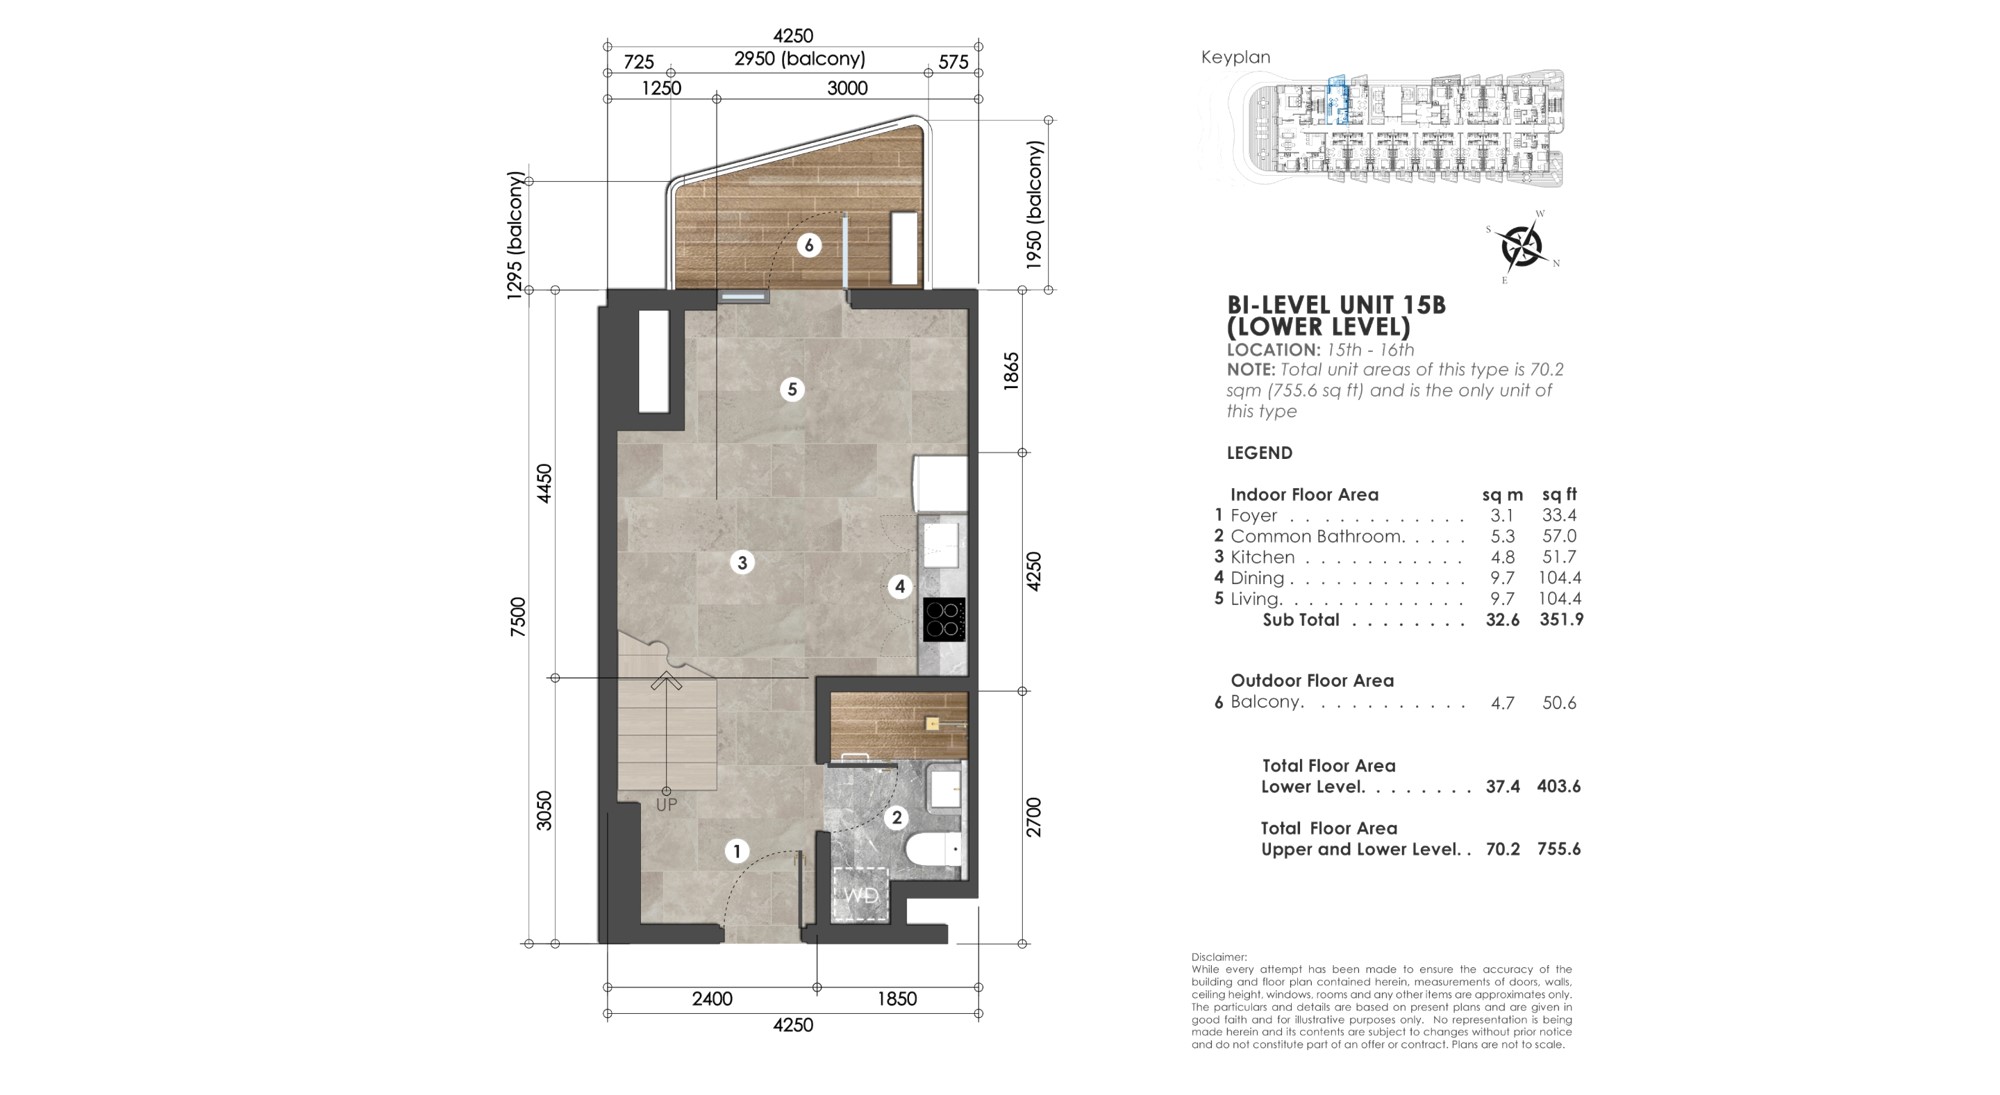 4250
725 2950 (balcony) 575
1250 3000
1295 (balcony)
1950 (balcony)
6
5
1865
4450
3
4
4250
7500
UP
3050
2
2700
1
WD
2400 1850
4250
Keyplan
W
S
N
E
BI-LEVEL UNIT 15B
(LOWER LEVEL)
LOCATION: 15th - 16th
NOTE: Total unit areas of this type is 70.2
sqm (755.6 sq ft) and is the only unit of
this type
LEGEND
Indoor Floor Area sq m sq ft
1 Foyer . . . . . . . . . . . . 3.1 33.4
2 Common Bathroom. . . . . 5.3 57.0
3 Kitchen . . . . . . . . . . . 4.8 51.7
4 Dining . . . . . . . . . . . . 9.7 104.4
5 Living. . . . . . . . . . . . . 9.7 104.4
Sub Total . . . . . . . . 32.6 351.9
Outdoor Floor Area
6 Balcony. . . . . . . . . . . 4.7 50.6
Total Floor Area
Lower Level. . . . . . . . 37.4 403.6
Total Floor Area
Upper and Lower Level. . 70.2 755.6
Disclaimer:
While every attempt has been made to ensure the accuracy of the
building and floor plan contained herein, measurements of doors, walls,
ceiling height, windows, rooms and any other items are approximates only.
The particulars and details are based on present plans and are given in
good faith and for illustrative purposes only. No representation is being
made herein and its contents are subject to changes without prior notice
and do not constitute part of an offer or contract. Plans are not to scale.